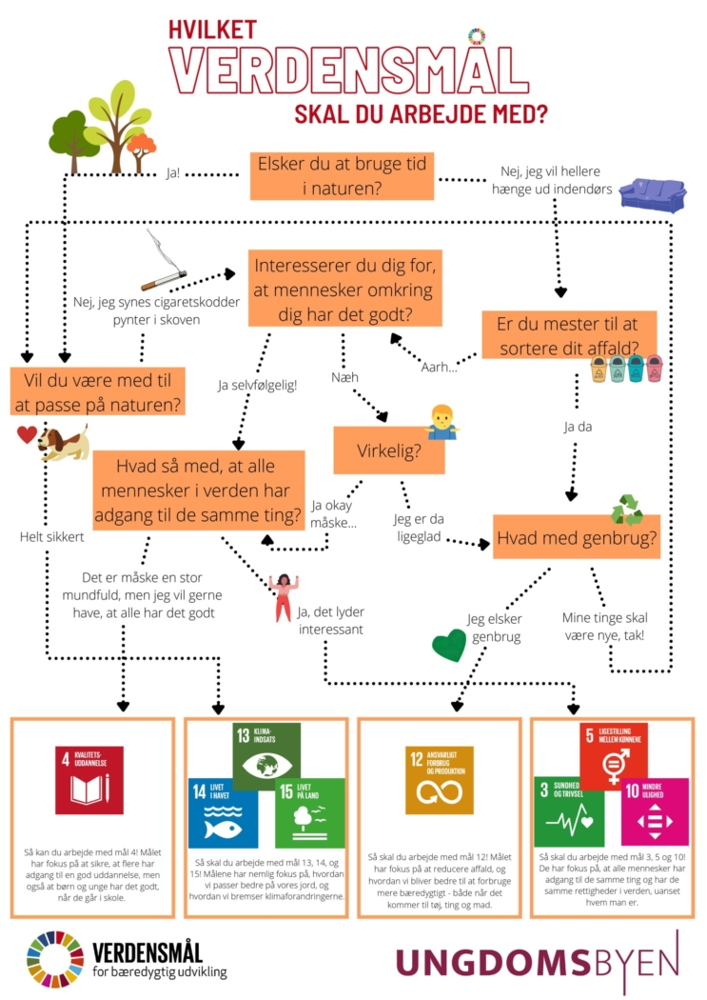 HVILKET
VERDENSMÅL
SKAL DU ARBEJDE MED?
Elsker du at bruge tid
i naturen?
Ja!
Nej, jeg vil hellere
hænge ud indendørs
Interesserer du dig for,
at mennesker omkring
dig har det godt?
Nej, jeg synes cigaretskodder
pynter i skoven
Er du mester til at
sortere dit affald?
Aarh...
Vil du være med til
at passe på naturen?
Ja selvfølgelig!
Næh
Ja da
Virkelig?
Hvad så med, at alle
mennesker i verden har
adgang til de samme ting?
Ja okay
måske...
Jeg er da
ligeglad
Hvad med genbrug?
Helt sikkert
Det er måske en stor
mundfuld, men jeg vil gerne
have, at alle har det godt
Ja, det lyder
interessant
Jeg elsker
genbrug
Mine tinge skal
være nye, tak!
4 KVALITETS-
UDDANNELSE
Så kan du arbejde med mål 4! Målet
har fokus på at sikre, at flere har
adgang til en god uddannelse, men
også at børn og unge har det godt,
når de går i skole.
13 KLIMA-
INDSATS
14 LIVET
I HAVET
15 LIVET
PÅ LAND
Så skal du arbejde med mål 13, 14, og
15! Målene har nemlig fokus på, hvordan
vi passer bedre på vores jord, og
hvordan vi bremser klimaforandringerne.
12 ANSVARLIGT
FORBRUG
OG PRODUKTION
Så skal du arbejde med mål 12! Målet
har fokus på at reducere affald, og
hvordan vi bliver bedre til at forbruge
mere bæredygtigt - både når det
kommer til tøj, ting og mad.
5 LIGESTILLING
MELLEM KØNNENE
3 SUNDHED
OG TRIVSEL
10 MINDRE
ULIGHED
Så skal du arbejde med mål 3, 5 og 10!
De har fokus på, at alle mennesker har
adgang til de samme ting og har de
samme rettigheder i verden, uanset
hvem man er.
VERDENSMÅL
for bæredygtig udvikling
UNGDOMSBYEN